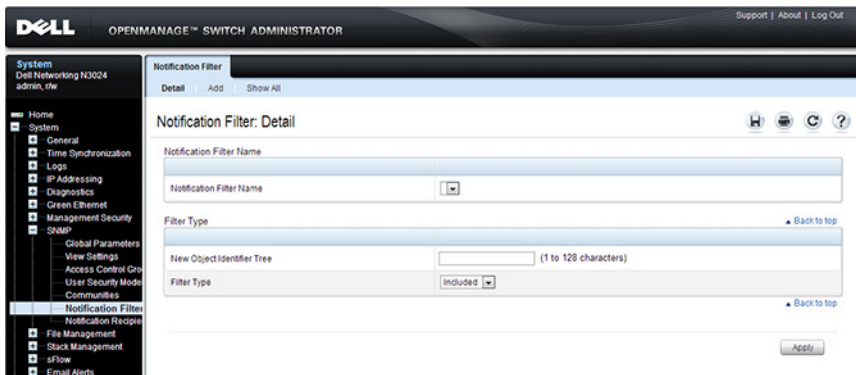 Support | About | Log Out
DELL OPENMANAGE™ SWITCH ADMINISTRATOR
System
Dell Networking N3024
admin, r/w
Home
System
General
Time Synchronization
Logs
IP Addressing
Diagnostics
Green Ethernet
Management Security
SNMP
Global Parameters
View Settings
Access Control Gro
User Security Mode
Communities
Notification Filter
Notification Recipie
File Management
Stack Management
sFlow
Email Alerts
Notification Filter
Detail Add Show All
Notification Filter: Detail
Notification Filter Name
Notification Filter Name
Filter Type
Back to top
New Object Identifier Tree (1 to 128 characters)
Filter Type Included
Back to top
Apply